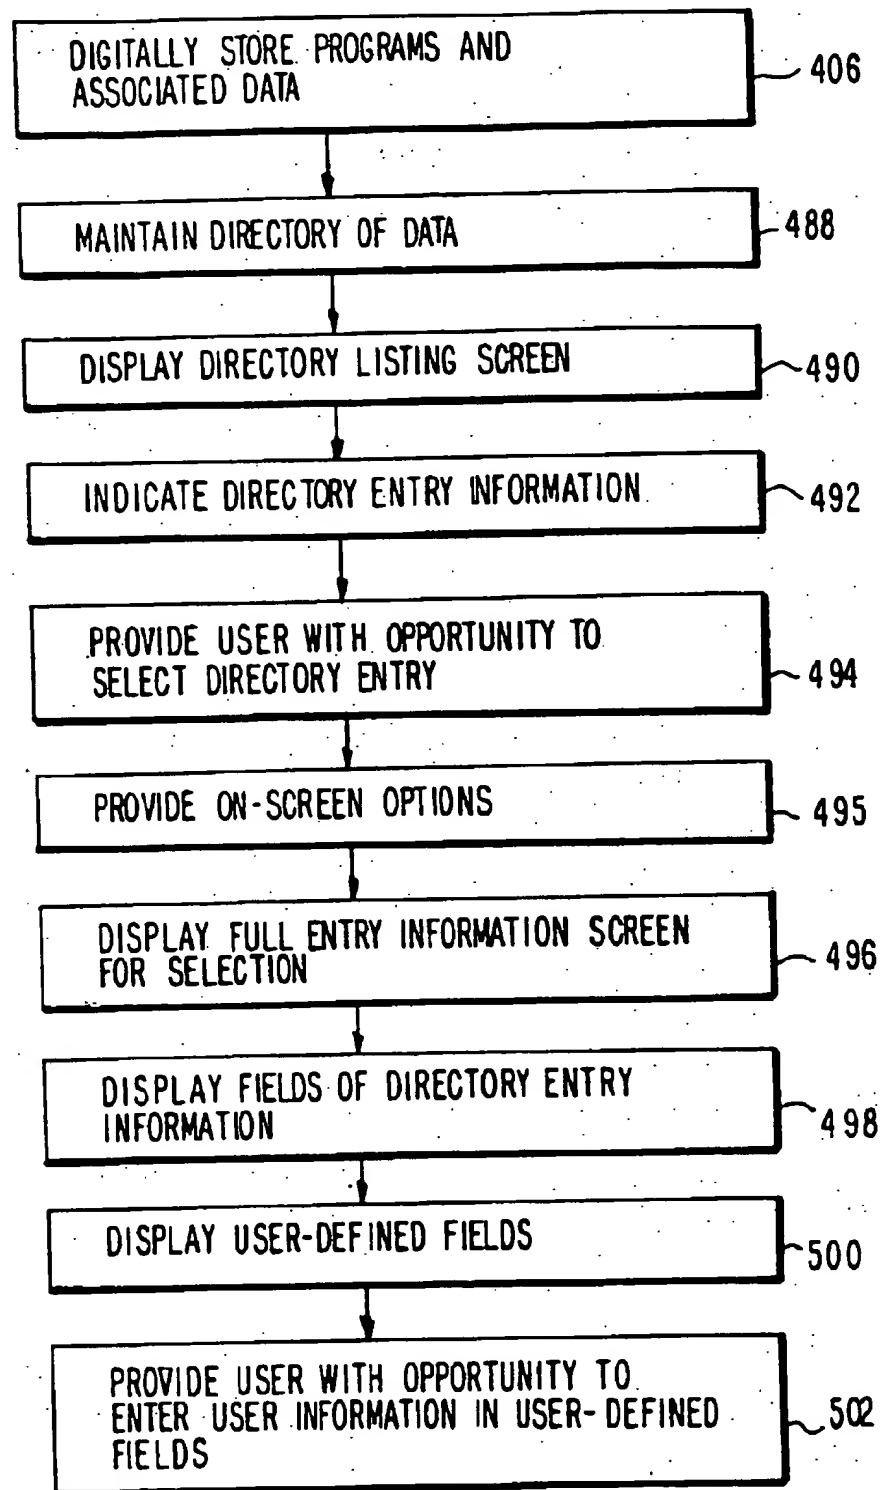 DIGITALLY STORE PROGRAMS AND
ASSOCIATED DATA
406
MAINTAIN DIRECTORY OF DATA
488
DISPLAY DIRECTORY LISTING SCREEN
490
INDICATE DIRECTORY ENTRY INFORMATION
492
PROVIDE USER WITH OPPORTUNITY TO
SELECT DIRECTORY ENTRY
494
PROVIDE ON-SCREEN OPTIONS
495
DISPLAY FULL ENTRY INFORMATION SCREEN
FOR SELECTION
496
DISPLAY FIELDS OF DIRECTORY ENTRY
INFORMATION
498
DISPLAY USER-DEFINED FIELDS
500
PROVIDE USER WITH OPPORTUNITY TO
ENTER USER INFORMATION IN USER-DEFINED
FIELDS
502